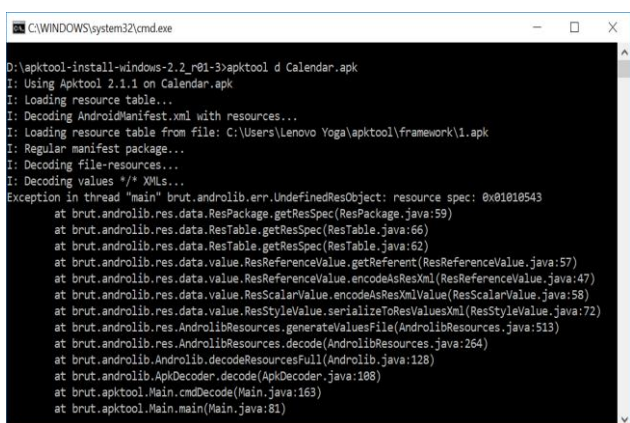 C:\WINDOWS\system32\cmd.exe
D:\apktool-install-windows-2.2_r01-3>apktool d Calendar.apk
I: Using Apktool 2.1.1 on Calendar.apk
I: Loading resource table...
I: Decoding AndroidManifest.xml with resources...
I: Loading resource table from file: C:\Users\Lenovo Yoga\apktool\framework\1.apk
I: Regular manifest package...
I: Decoding file-resources...
I: Decoding values */* XMLs...
Exception in thread "main" brut.androlib.err.UndefinedResObject: resource spec: 0x01010543
at brut.androlib.res.data.ResPackage.getResSpec(ResPackage.java:59)
at brut.androlib.res.data.ResTable.getResSpec(ResTable.java:66)
at brut.androlib.res.data.ResTable.getResSpec(ResTable.java:62)
at brut.androlib.res.data.value.ResReferenceValue.getReferent(ResReferenceValue.java:57)
at brut.androlib.res.data.value.ResReferenceValue.encodeAsResXml(ResReferenceValue.java:47)
at brut.androlib.res.data.value.ResScalarValue.encodeAsResXmlValue(ResScalarValue.java:58)
at brut.androlib.res.data.value.ResStyleValue.serializeToResValuesXml(ResStyleValue.java:72)
at brut.androlib.res.AndrolibResources.generateValuesFile(AndrolibResources.java:513)
at brut.androlib.res.AndrolibResources.decode(AndrolibResources.java:264)
at brut.androlib.Androlib.decodeResourcesFull(Androlib.java:128)
at brut.androlib.ApkDecoder.decode(ApkDecoder.java:108)
at brut.apktool.Main.cmdDecode(Main.java:163)
at brut.apktool.Main.main(Main.java:81)